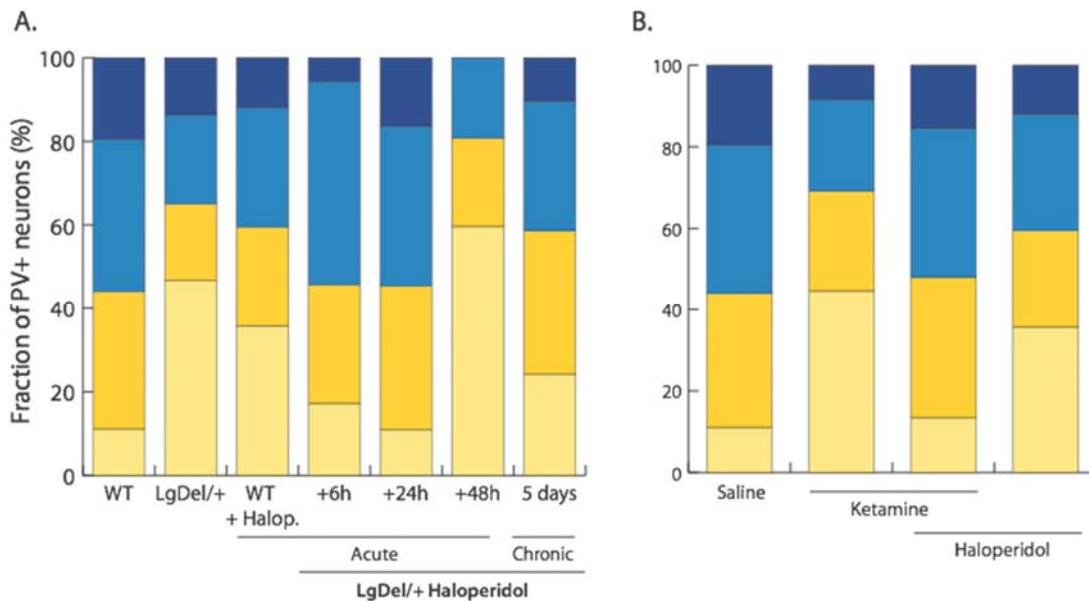 A.
Fraction of PV+ neurons (%)
100
80
60
40
20
0
WT LgDel/+ WT +6h +24h +48h 5 days
+ Halop.
Acute Chronic
LgDel/+ Haloperidol
B.
100
80
60
40
20
0
Saline
Ketamine
Haloperidol